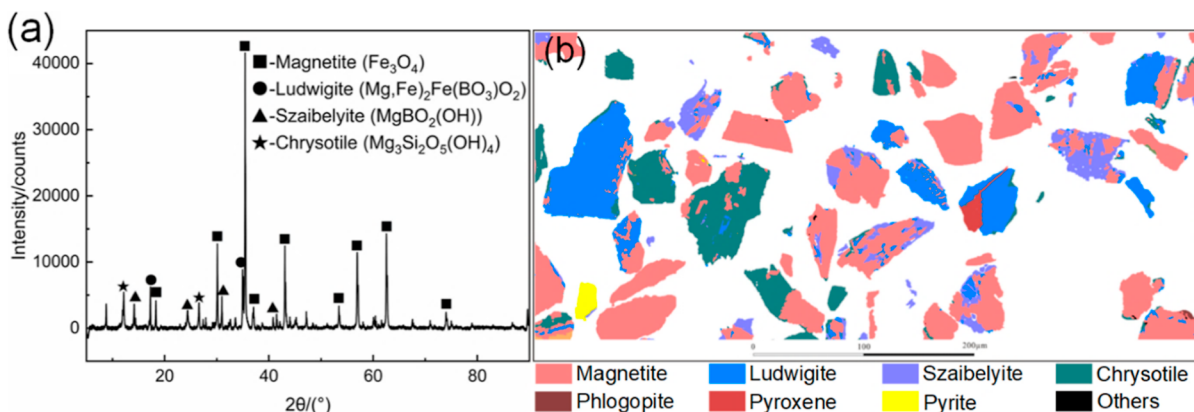 (a)
Intensity/counts
40000
30000
20000
10000
0
■-Magnetite (Fe₃O₄)
●-Ludwigite (Mg,Fe)₂Fe(BO₃)O₂)
▲-Szaibelyite (MgBO₂(OH))
★-Chrysotile (Mg₃Si₂O₅(OH)₄)
20 40 60 80
2θ/(°)
(b)
0 100 200μm
Magnetite Ludwigite Szaibelyite Chrysotile
Phlogopite Pyroxene Pyrite Others